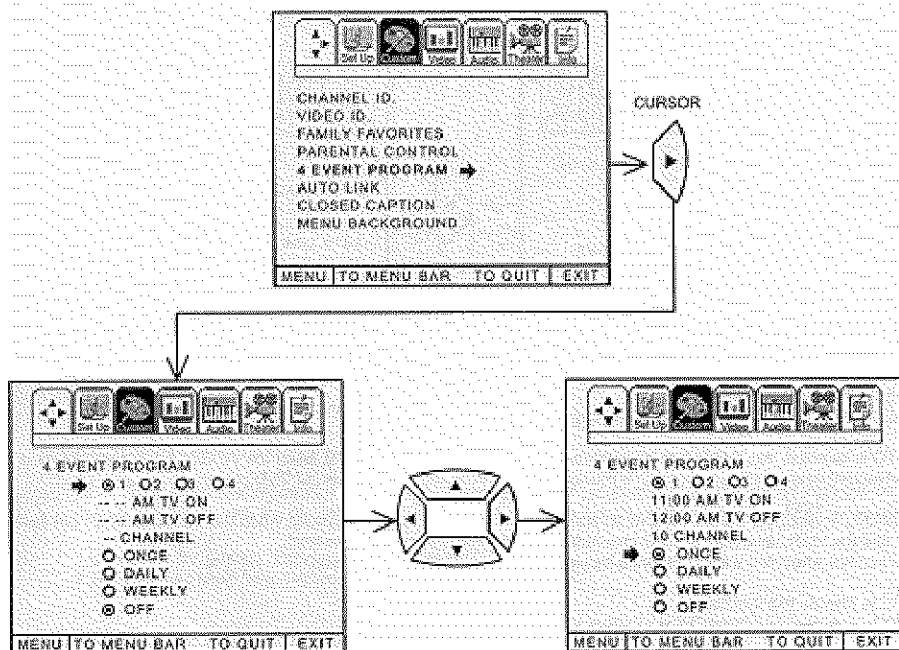 Set Up Custom Video Audio Theater Info
CHANNEL ID.
VIDEO ID.
FAMILY FAVORITES
PARENTAL CONTROL
4 EVENT PROGRAM
AUTO LINK
CLOSED CAPTION
MENU BACKGROUND
MENU TO MENU BAR TO QUIT EXIT
CURSOR
Set Up Custom Video Audio Theater Info
4 EVENT PROGRAM
1 2 3 4
-- -- AM TV ON
-- -- AM TV OFF
-- CHANNEL
ONCE
DAILY
WEEKLY
OFF
MENU TO MENU BAR TO QUIT EXIT
Set Up Custom Video Audio Theater Info
4 EVENT PROGRAM
1 2 3 4
11:00 AM TV ON
12:00 AM TV OFF
10 CHANNEL
ONCE
DAILY
WEEKLY
OFF
MENU TO MENU BAR TO QUIT EXIT